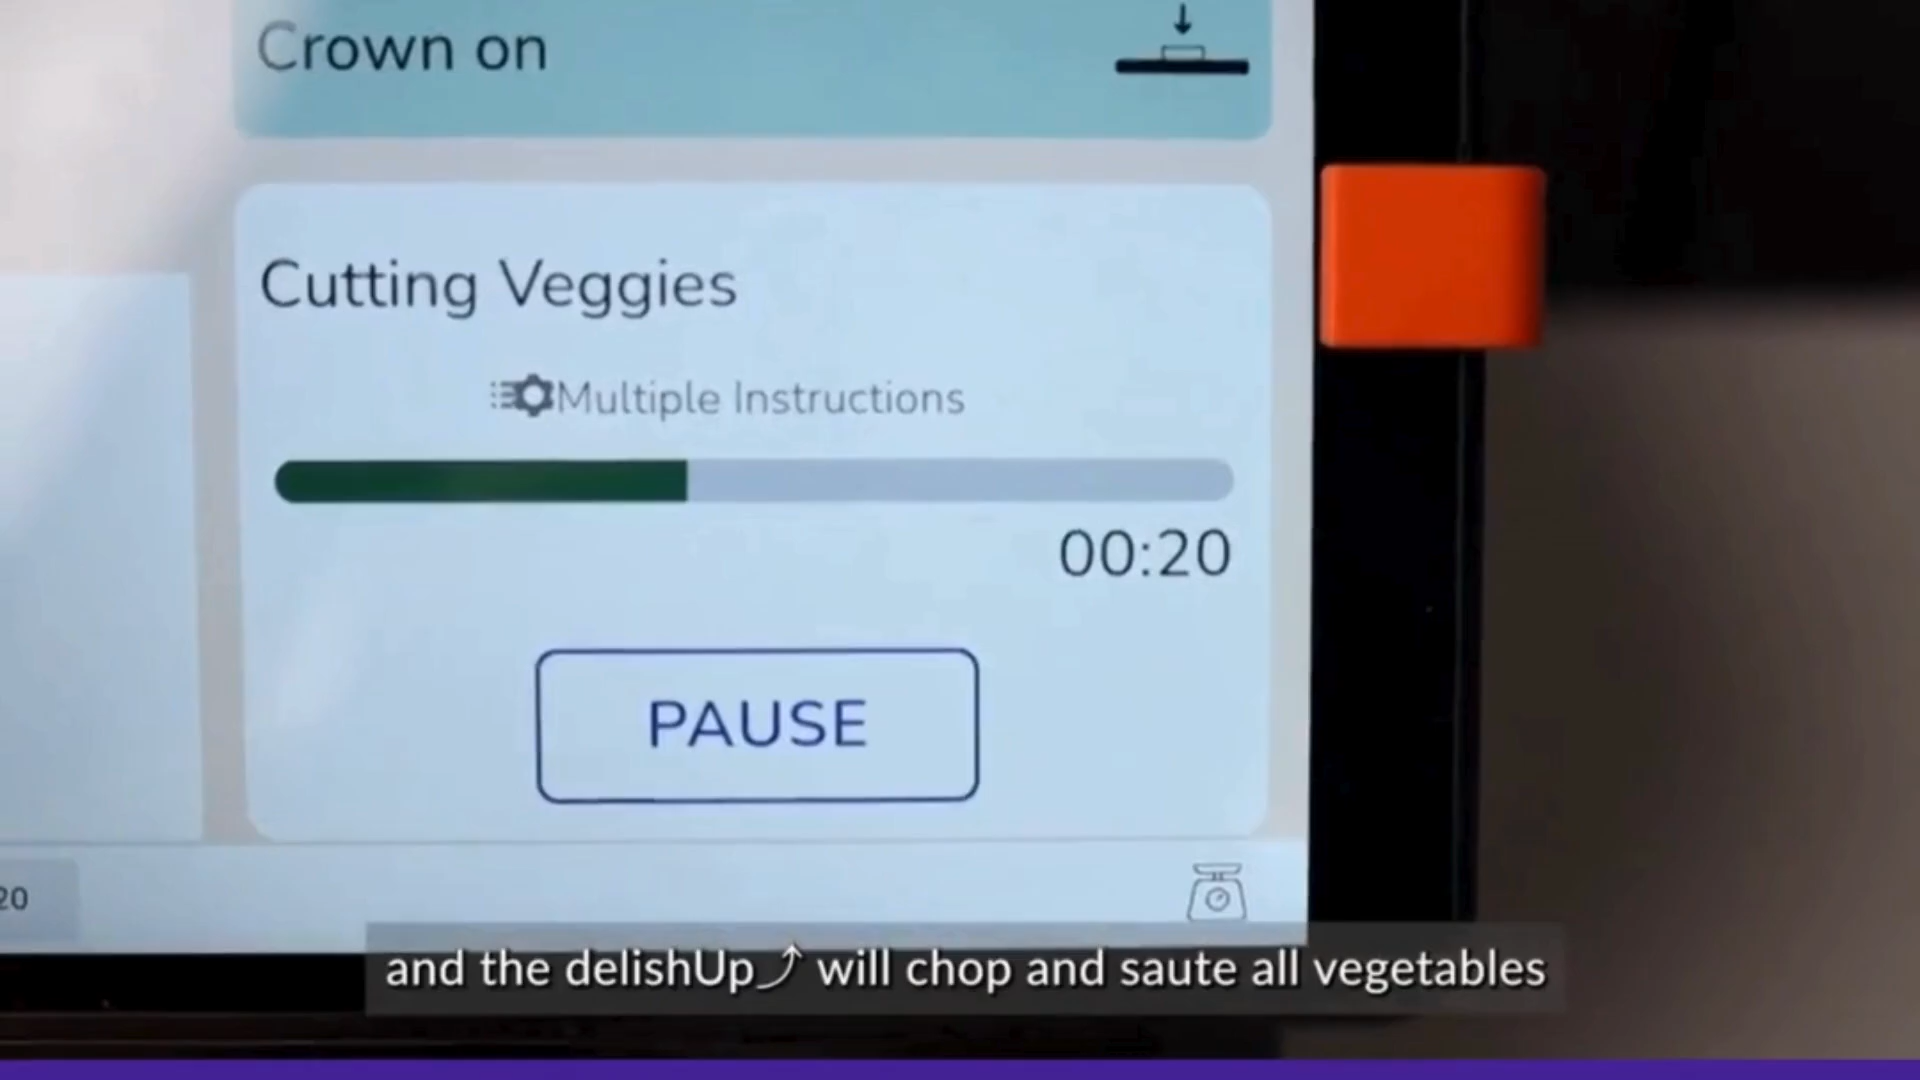 Crown on
Cutting Veggies
Multiple Instructions
00:20
PAUSE
20
and the delishUp⤴ will chop and saute all vegetables